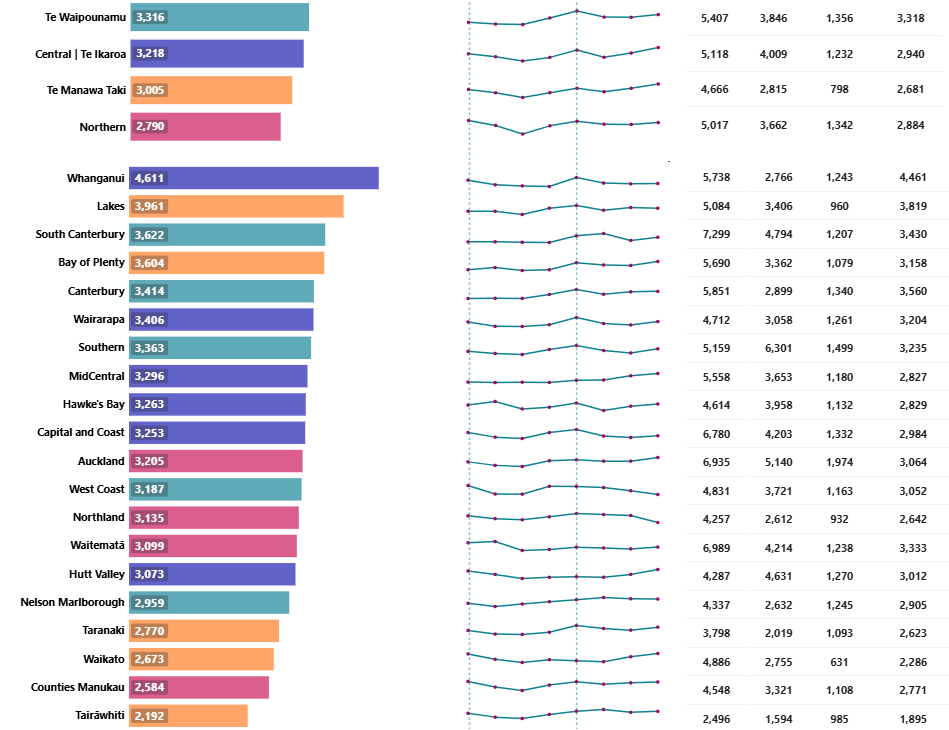 Te Waipounamu 3,316 5,407 3,846 1,356 3,318
Central | Te Ikaroa 3,218 5,118 4,009 1,232 2,940
Te Manawa Taki 3,005 4,666 2,815 798 2,681
Northern 2,790 5,017 3,662 1,342 2,884
Whanganui 4,611 5,738 2,766 1,243 4,461
Lakes 3,961 5,084 3,406 960 3,819
South Canterbury 3,622 7,299 4,794 1,207 3,430
Bay of Plenty 3,604 5,690 3,362 1,079 3,158
Canterbury 3,414 5,851 2,899 1,340 3,560
Wairarapa 3,406 4,712 3,058 1,261 3,204
Southern 3,363 5,159 6,301 1,499 3,235
MidCentral 3,296 5,558 3,653 1,180 2,827
Hawke's Bay 3,263 4,614 3,958 1,132 2,829
Capital and Coast 3,253 6,780 4,203 1,332 2,984
Auckland 3,205 6,935 5,140 1,974 3,064
West Coast 3,187 4,831 3,721 1,163 3,052
Northland 3,135 4,257 2,612 932 2,642
Waitematā 3,099 6,989 4,214 1,238 3,333
Hutt Valley 3,073 4,287 4,631 1,270 3,012
Nelson Marlborough 2,959 4,337 2,632 1,245 2,905
Taranaki 2,770 3,798 2,019 1,093 2,623
Waikato 2,673 4,886 2,755 631 2,286
Counties Manukau 2,584 4,548 3,321 1,108 2,771
Tairāwhiti 2,192 2,496 1,594 985 1,895